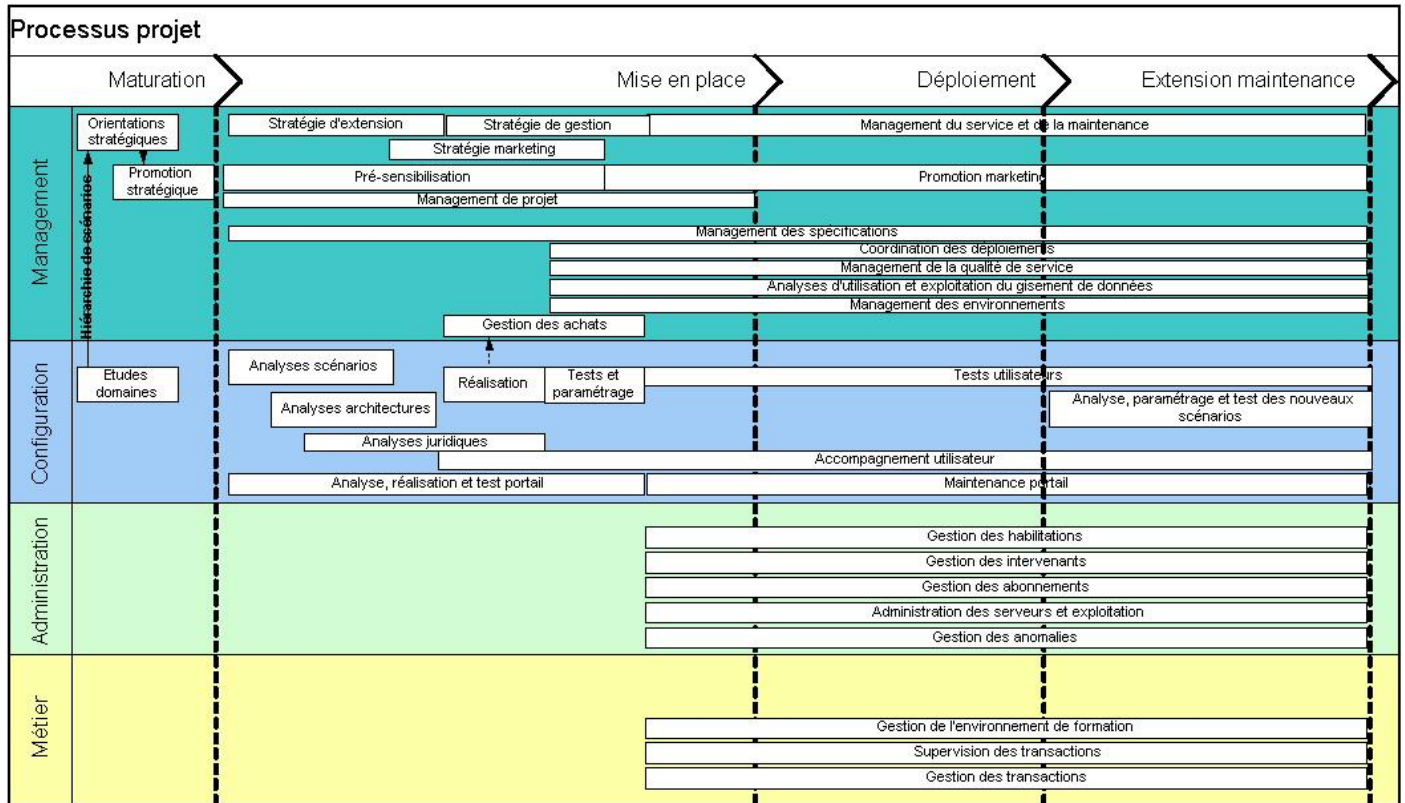 Processus projet
Maturation
Mise en place
Déploiement
Extension maintenance
Management
Orientations
stratégiques
Stratégie d'extension
Stratégie de gestion
Management du service et de la maintenance
Stratégie marketing
Promotion
stratégique
Pré-sensibilisation
Promotion marketing
Management de projet
Hiérarchie de scénarios
Management des spécifications
Coordination des déploiements
Management de la qualité de service
Analyses d'utilisation et exploitation du gisement de données
Management des environnements
Gestion des achats
Configuration
Etudes
domaines
Analyses scénarios
Réalisation
Tests et
paramétrage
Tests utilisateurs
Analyses architectures
Analyse, paramétrage et test des nouveaux
scénarios
Analyses juridiques
Accompagnement utilisateur
Analyse, réalisation et test portail
Maintenance portail
Administration
Gestion des habilitations
Gestion des intervenants
Gestion des abonnements
Administration des serveurs et exploitation
Gestion des anomalies
Métier
Gestion de l'environnement de formation
Supervision des transactions
Gestion des transactions